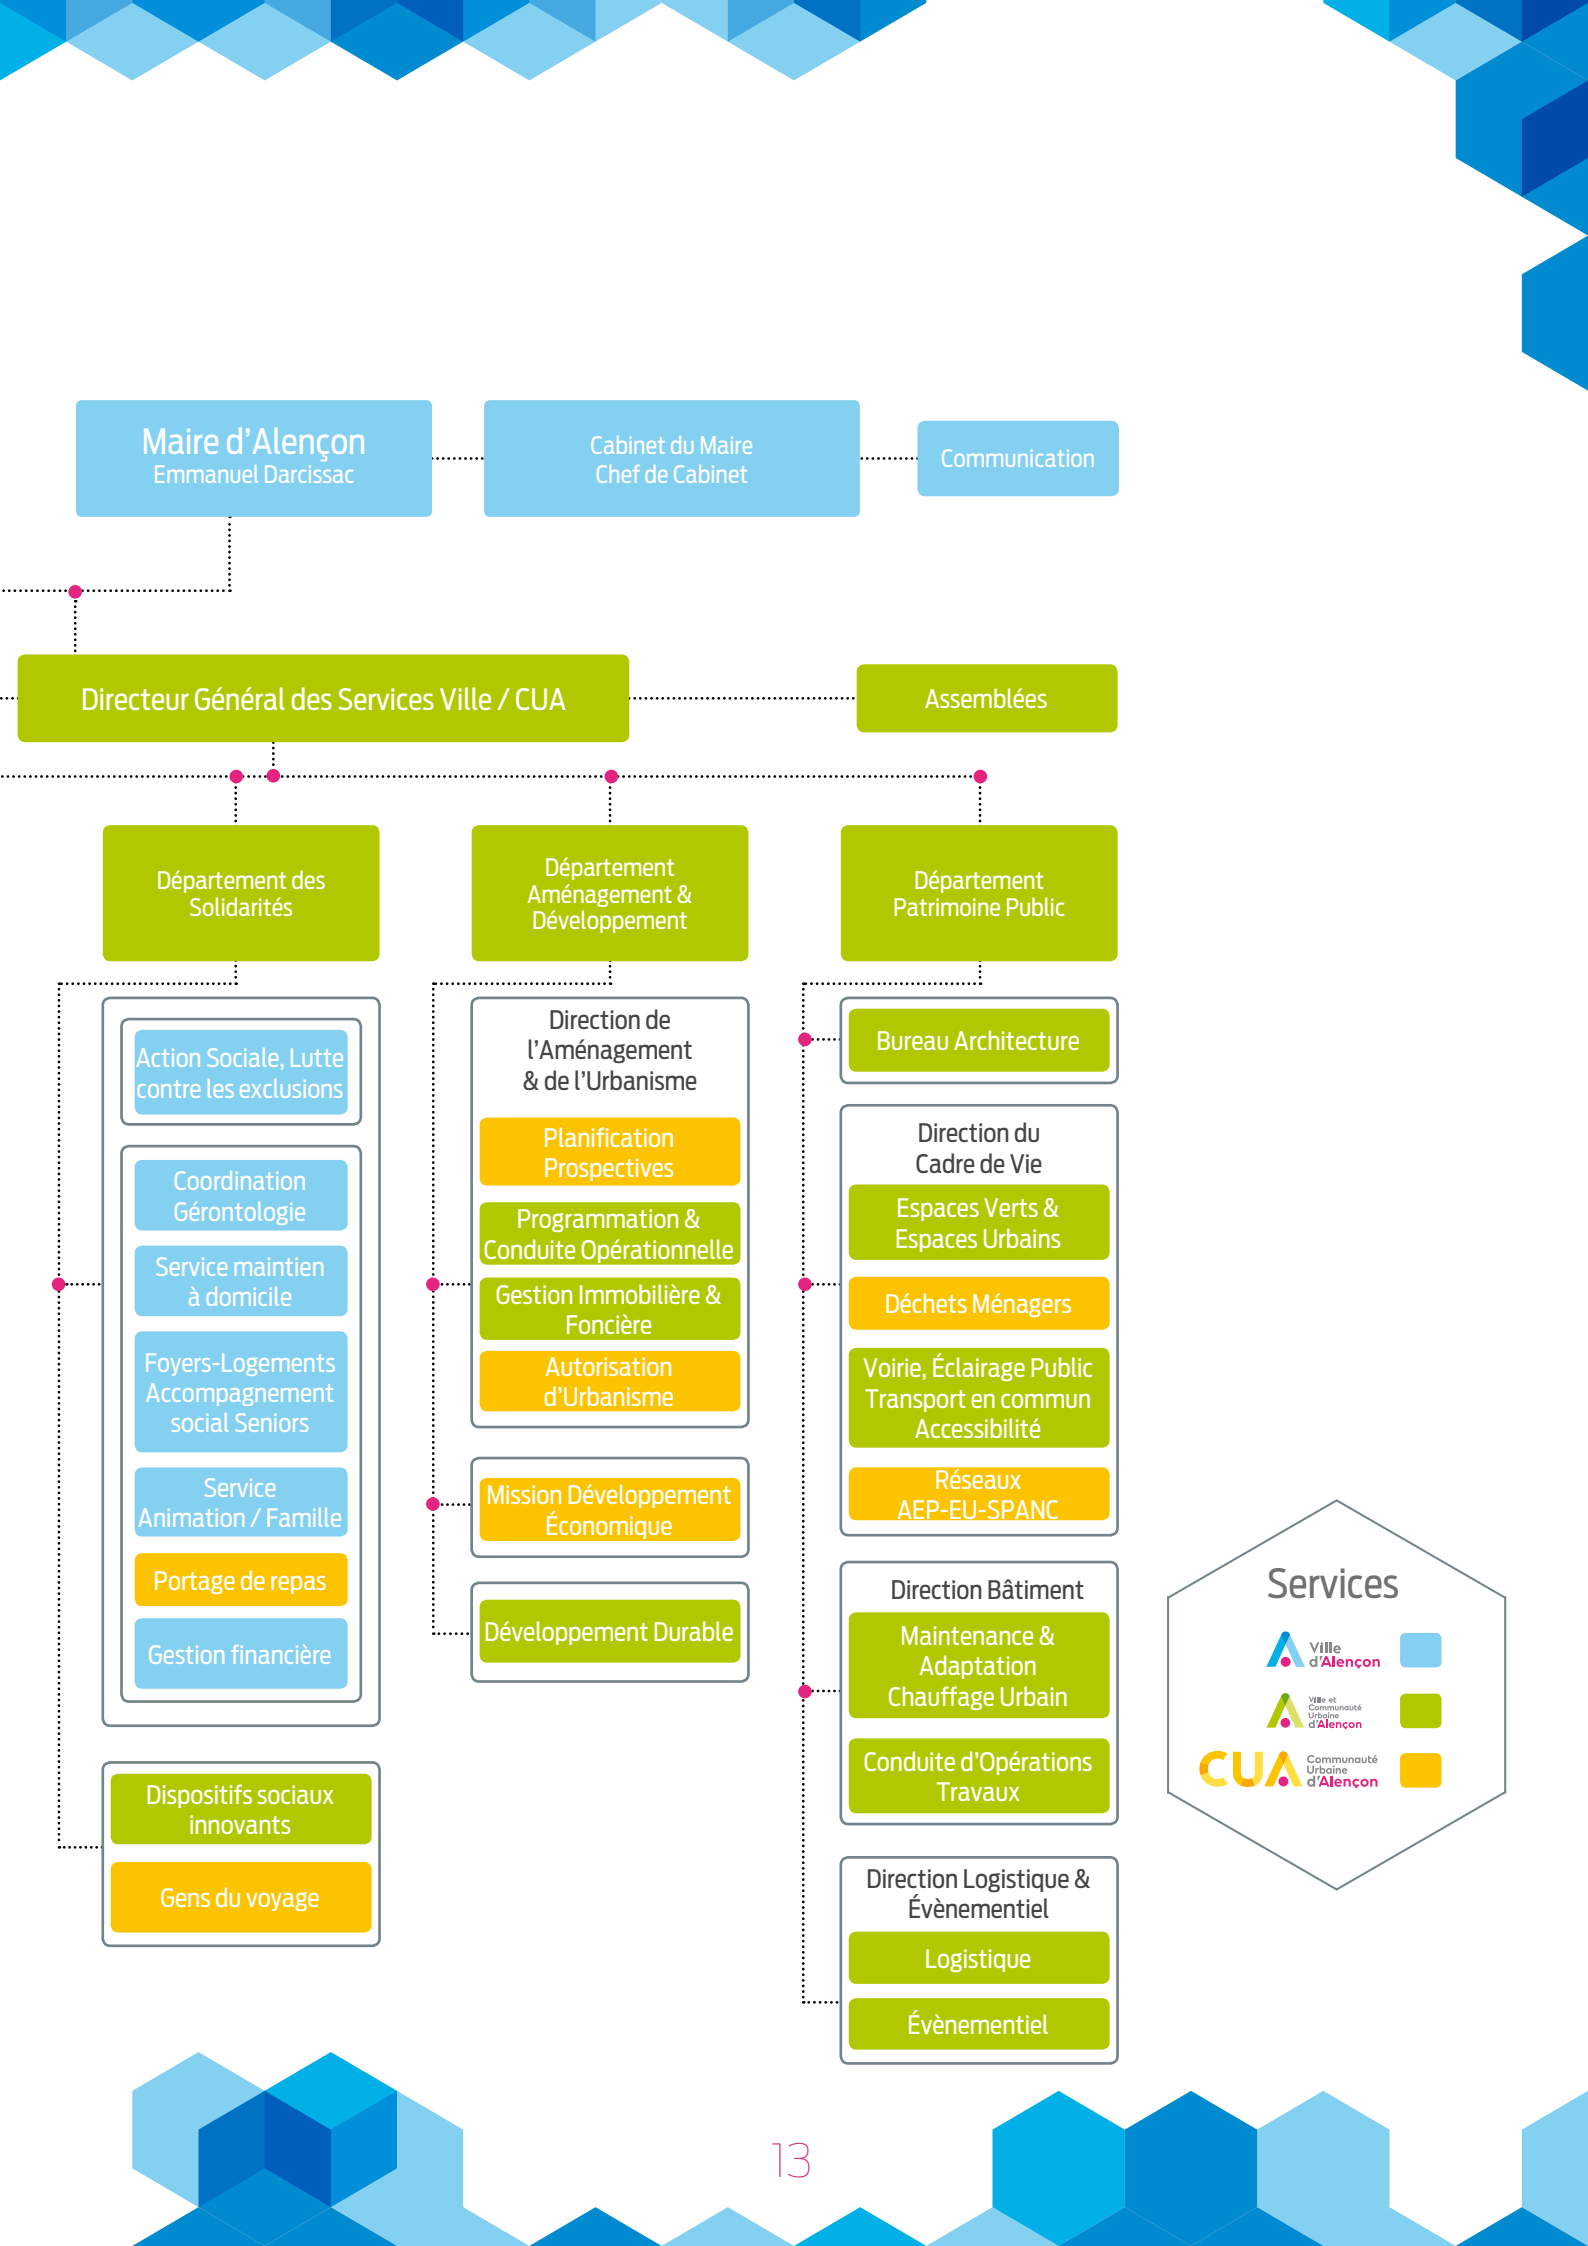 Maire d'Alençon
Emmanuel Darcissac
Cabinet du Maire
Chef de Cabinet
Communication
Directeur Général des Services Ville / CUA
Assemblées
Département des
Solidarités
Département
Aménagement &
Développement
Département
Patrimoine Public
Action Sociale, Lutte
contre les exclusions
Coordination
Gérontologie
Service maintien
à domicile
Foyers-Logements
Accompagnement
social Seniors
Service
Animation / Famille
Portage de repas
Gestion financière
Dispositifs sociaux
innovants
Gens du voyage
Direction de
l'Aménagement
& de l'Urbanisme
Planification
Prospectives
Programmation &
Conduite Opérationnelle
Gestion Immobilière &
Foncière
Autorisation
d'Urbanisme
Mission Développement
Économique
Développement Durable
Bureau Architecture
Direction du
Cadre de Vie
Espaces Verts &
Espaces Urbains
Déchets Ménagers
Voirie, Éclairage Public
Transport en commun
Accessibilité
Réseaux
AEP-EU-SPANC
Direction Bâtiment
Maintenance &
Adaptation
Chauffage Urbain
Conduite d'Opérations
Travaux
Direction Logistique &
Évènementiel
Logistique
Évènementiel
Services
Ville
d'Alençon
Ville et
Communauté
Urbaine
d'Alençon
CUA
Communauté
Urbaine
d'Alençon
13